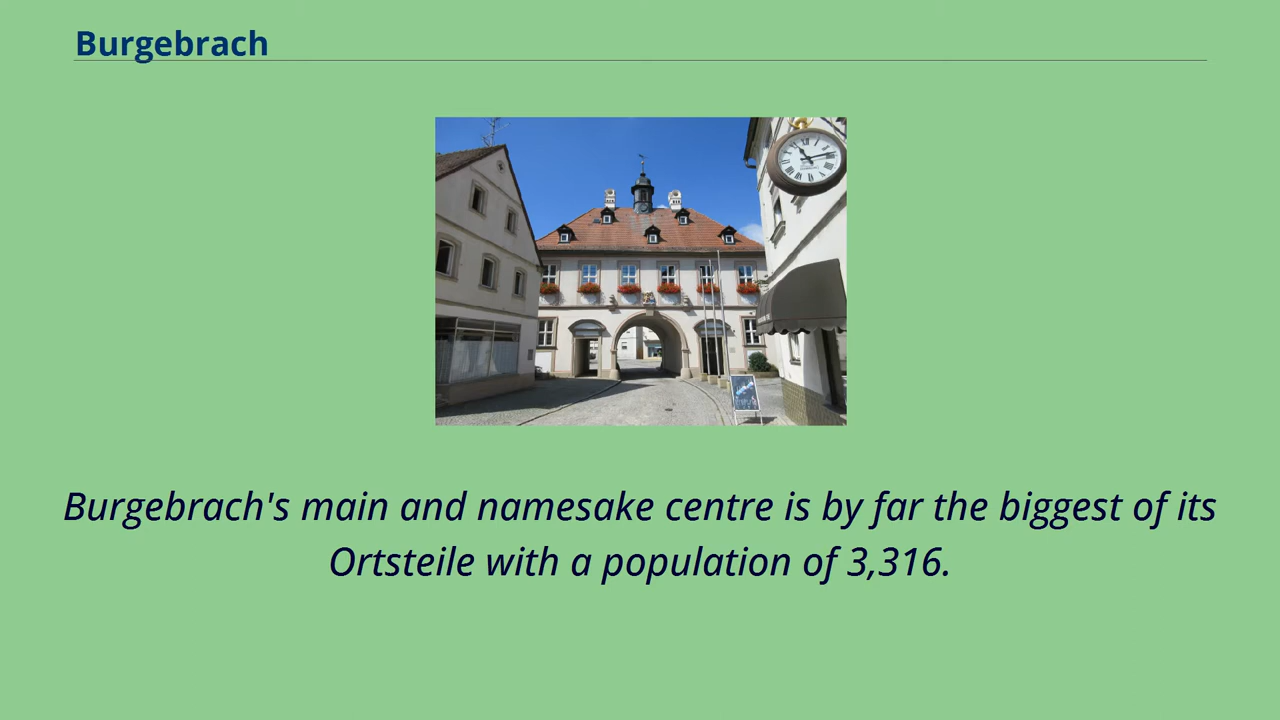 Burgebrach
Burgebrach's main and namesake centre is by far the biggest of its
Ortsteile with a population of 3,316.